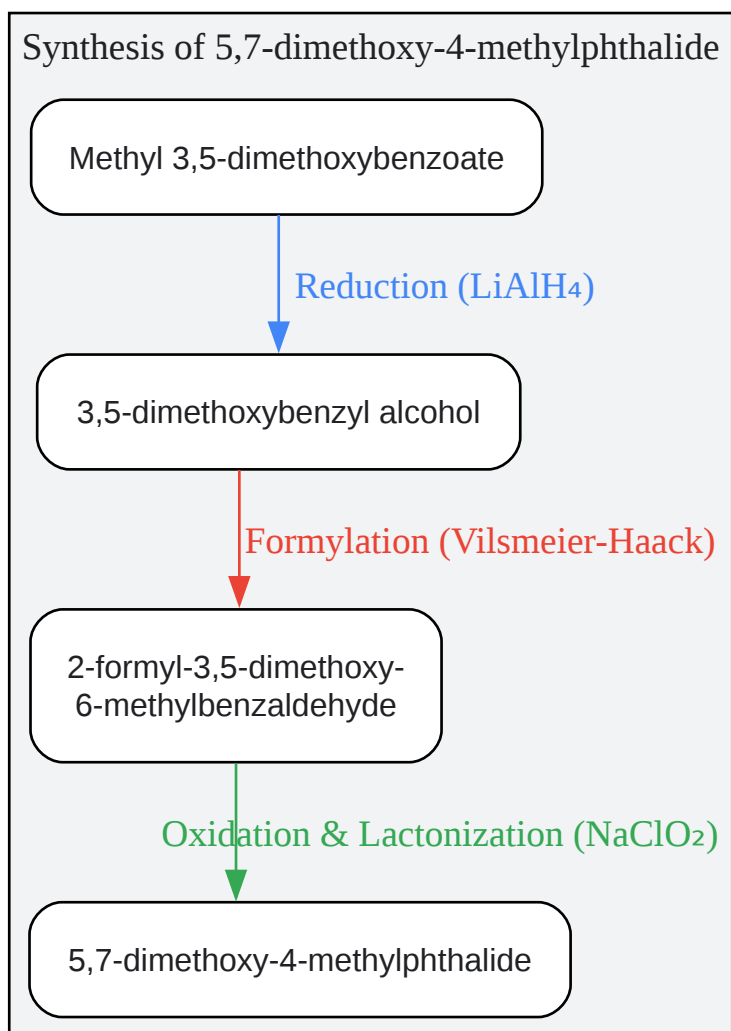 Synthesis of 5,7-dimethoxy-4-methylphthalide
Methyl 3,5-dimethoxybenzoate
Reduction (LiAlH₄)
3,5-dimethoxybenzyl alcohol
Formylation (Vilsmeier-Haack)
2-formyl-3,5-dimethoxy-
6-methylbenzaldehyde
Oxidation & Lactonization (NaClO₂)
5,7-dimethoxy-4-methylphthalide